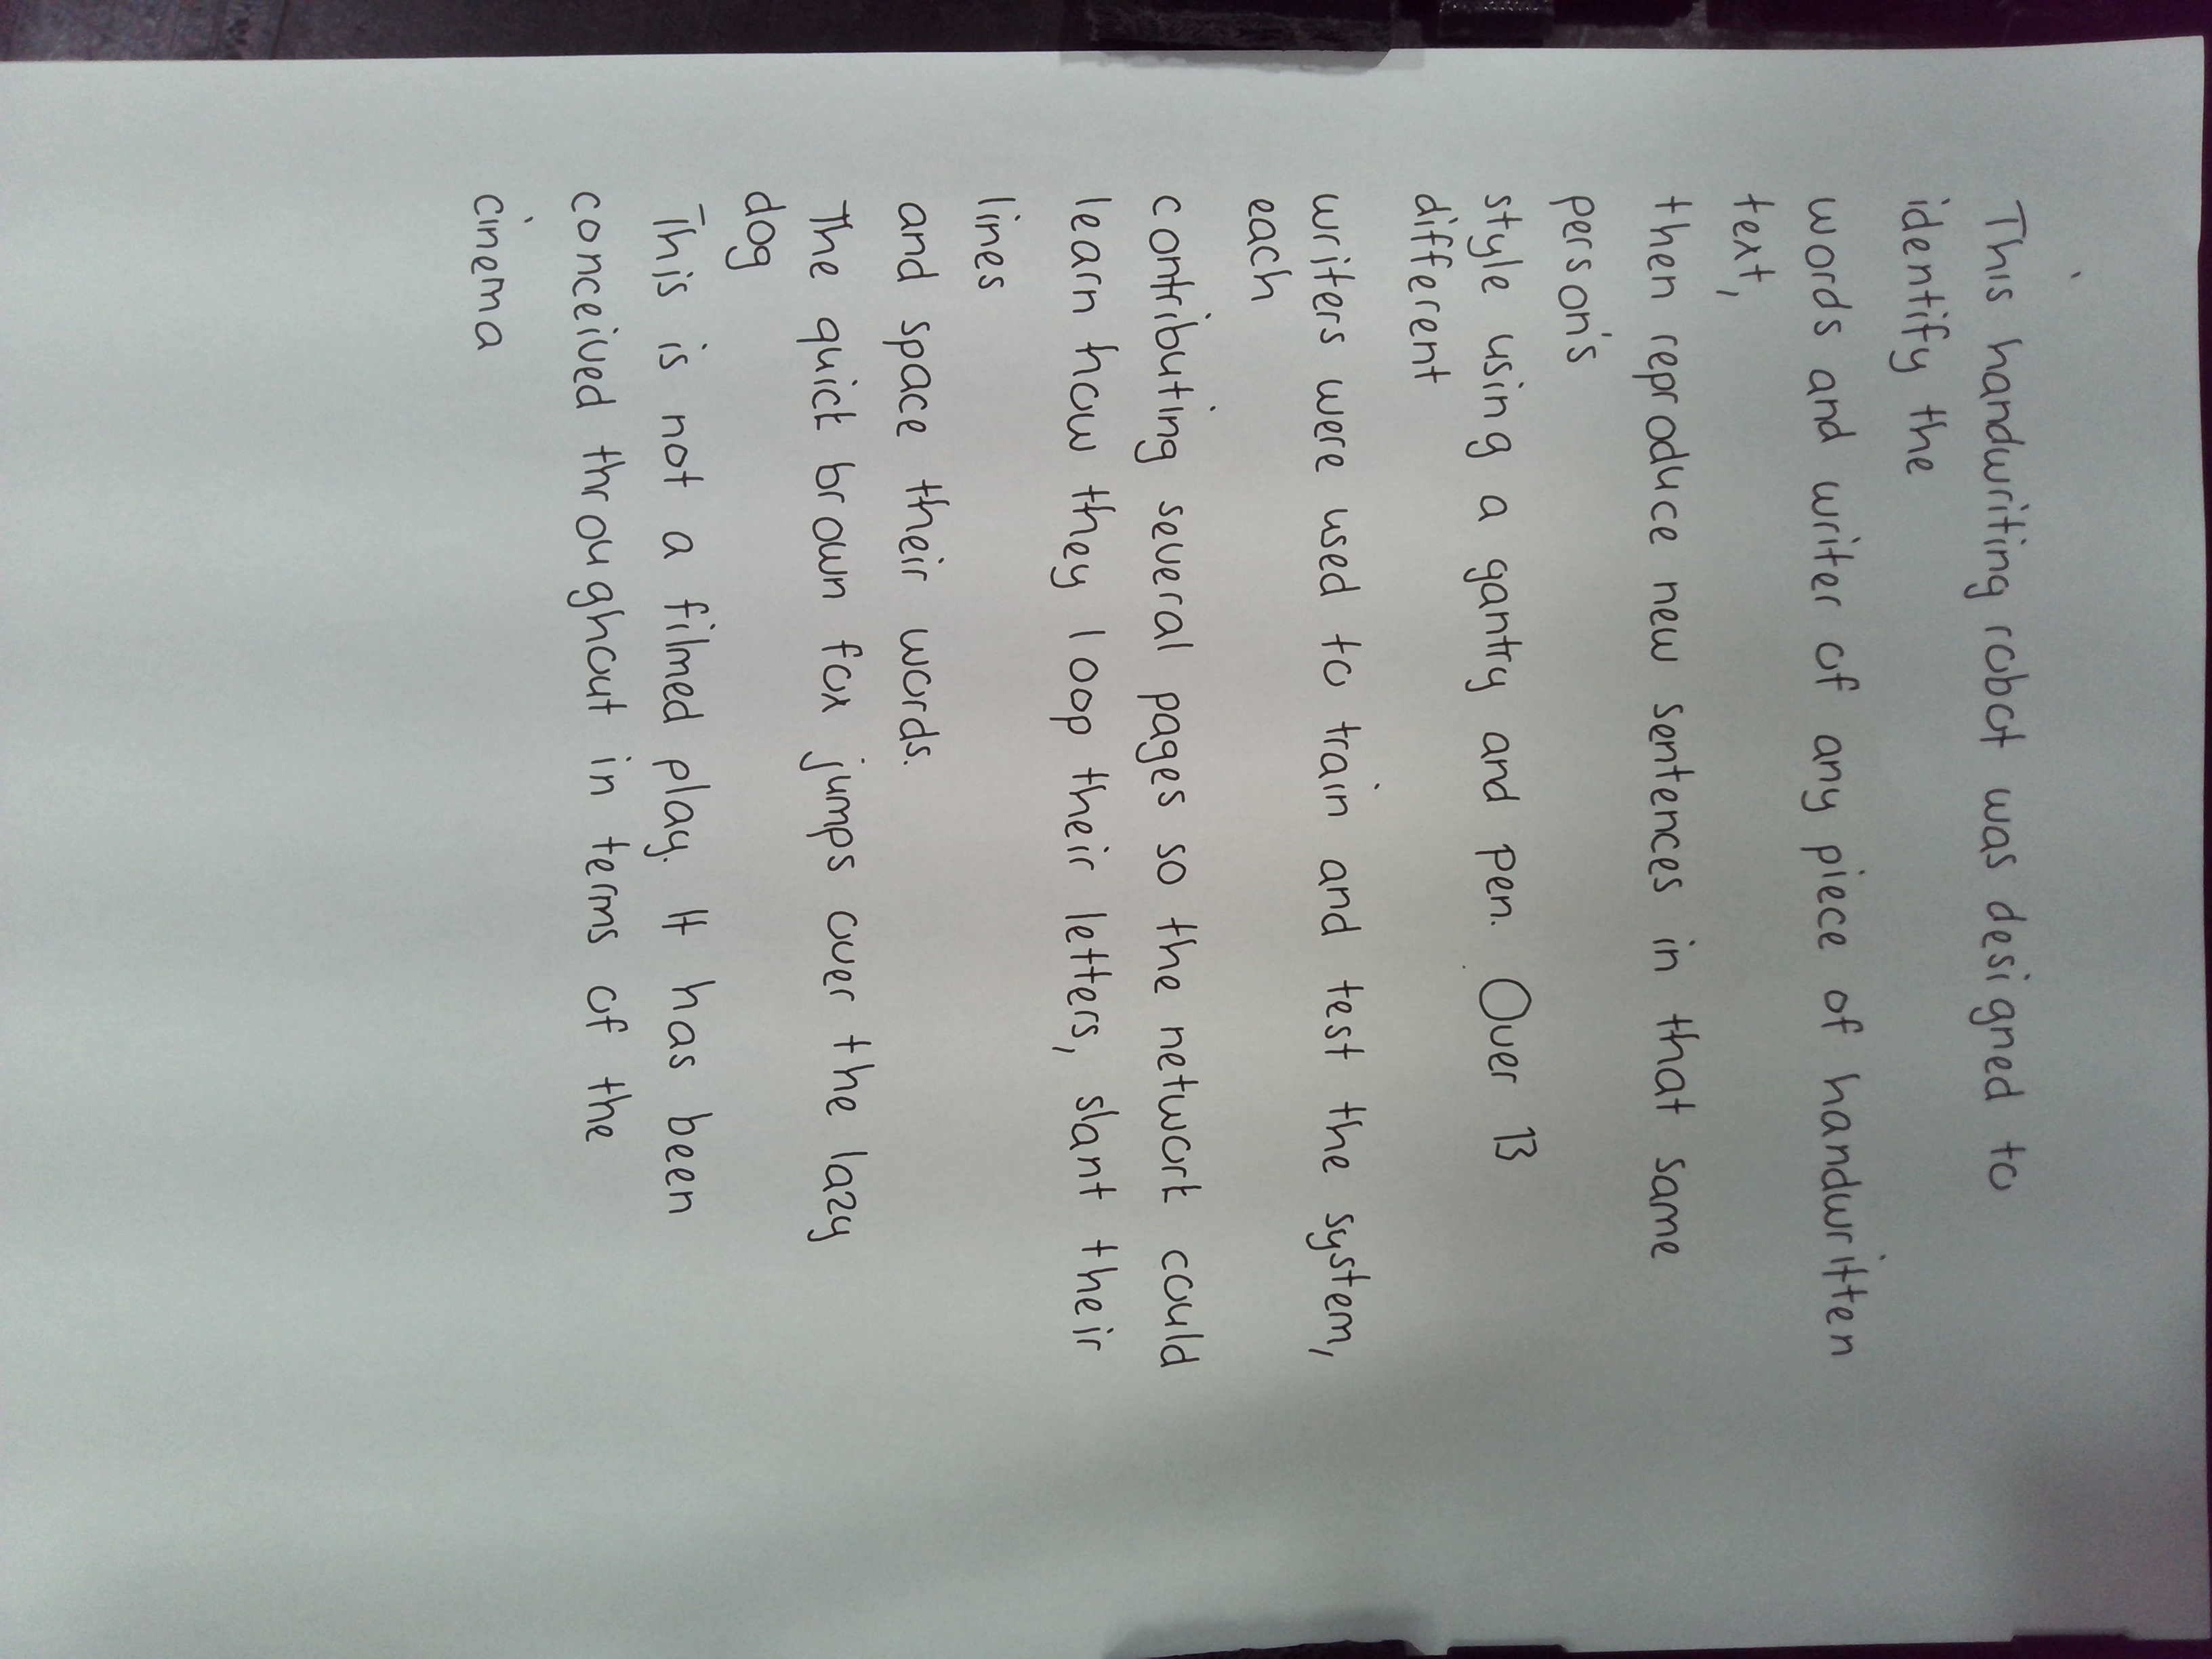 This handwriting robot was designed to
identify the
words and writer of any piece of handwritten
text,
then reproduce new sentences in that same
person's
style using a gantry and pen. Over 13
different
writers were used to train and test the system,
each
contributing several pages so the network could
learn how they loop their letters, slant their
lines
and space their words.
The quick brown fox jumps over the lazy
dog
This is not a filmed play. It has been
conceived throughout in terms of the
cinema